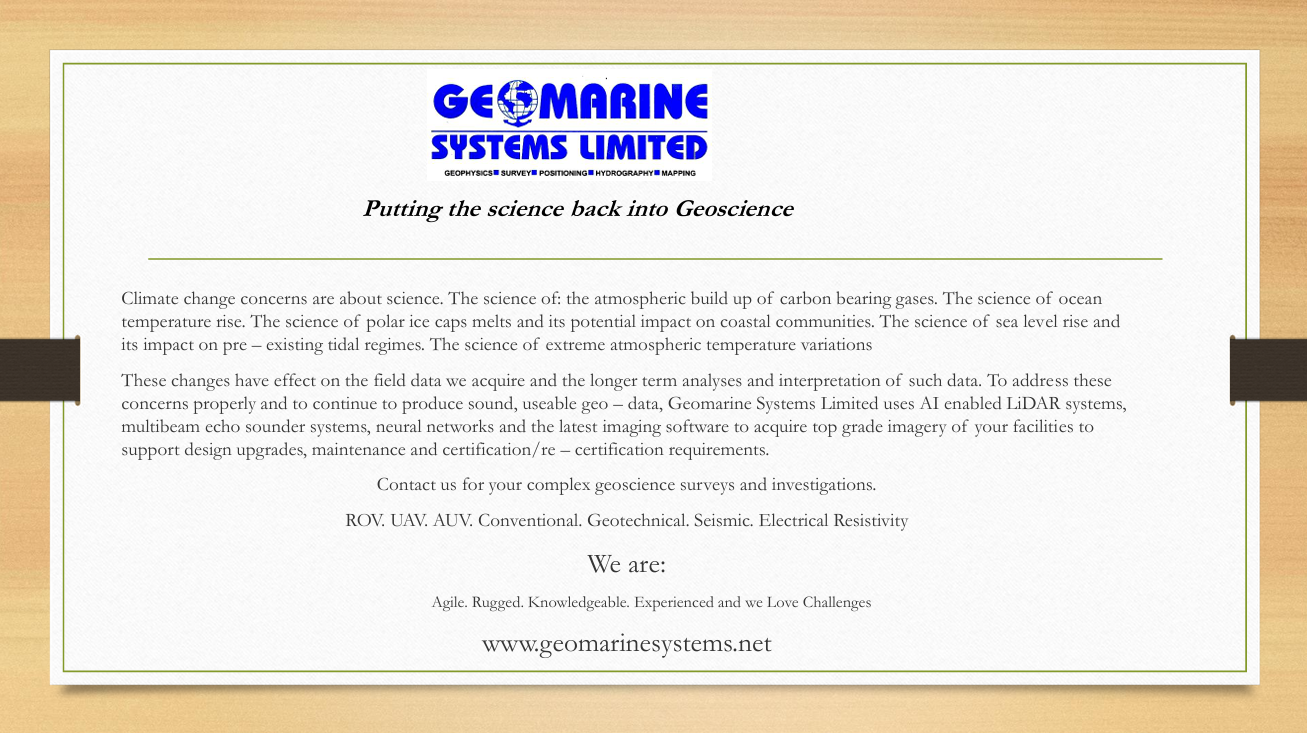 GEOMARINE
SYSTEMS LIMITED
GEOPHYSICS■ SURVEY■ POSITIONING■ HYDROGRAPHY■ MAPPING
Putting the science back into Geoscience
Climate change concerns are about science. The science of: the atmospheric build up of carbon bearing gases. The science of ocean
temperature rise. The science of polar ice caps melts and its potential impact on coastal communities. The science of sea level rise and
its impact on pre – existing tidal regimes. The science of extreme atmospheric temperature variations
These changes have effect on the field data we acquire and the longer term analyses and interpretation of such data. To address these
concerns properly and to continue to produce sound, useable geo – data, Geomarine Systems Limited uses AI enabled LiDAR systems,
multibeam echo sounder systems, neural networks and the latest imaging software to acquire top grade imagery of your facilities to
support design upgrades, maintenance and certification/re – certification requirements.
Contact us for your complex geoscience surveys and investigations.
ROV. UAV. AUV. Conventional. Geotechnical. Seismic. Electrical Resistivity
We are:
Agile. Rugged. Knowledgeable. Experienced and we Love Challenges
www.geomarinesystems.net